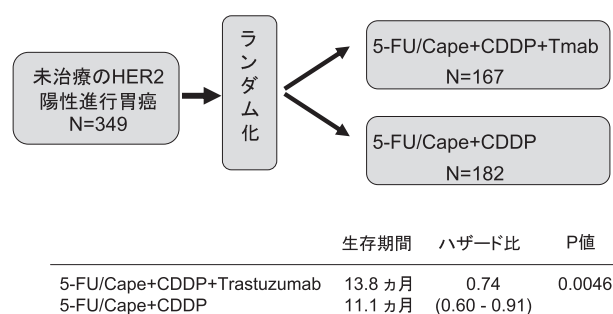 未治療のHER2
陽性進行胃癌
N=349
ランダム化
5-FU/Cape+CDDP+Tmab
N=167
5-FU/Cape+CDDP
N=182
生存期間 ハザード比 P値
5-FU/Cape+CDDP+Trastuzumab 13.8 ヵ月 0.74 0.0046
5-FU/Cape+CDDP 11.1 ヵ月 (0.60 - 0.91)